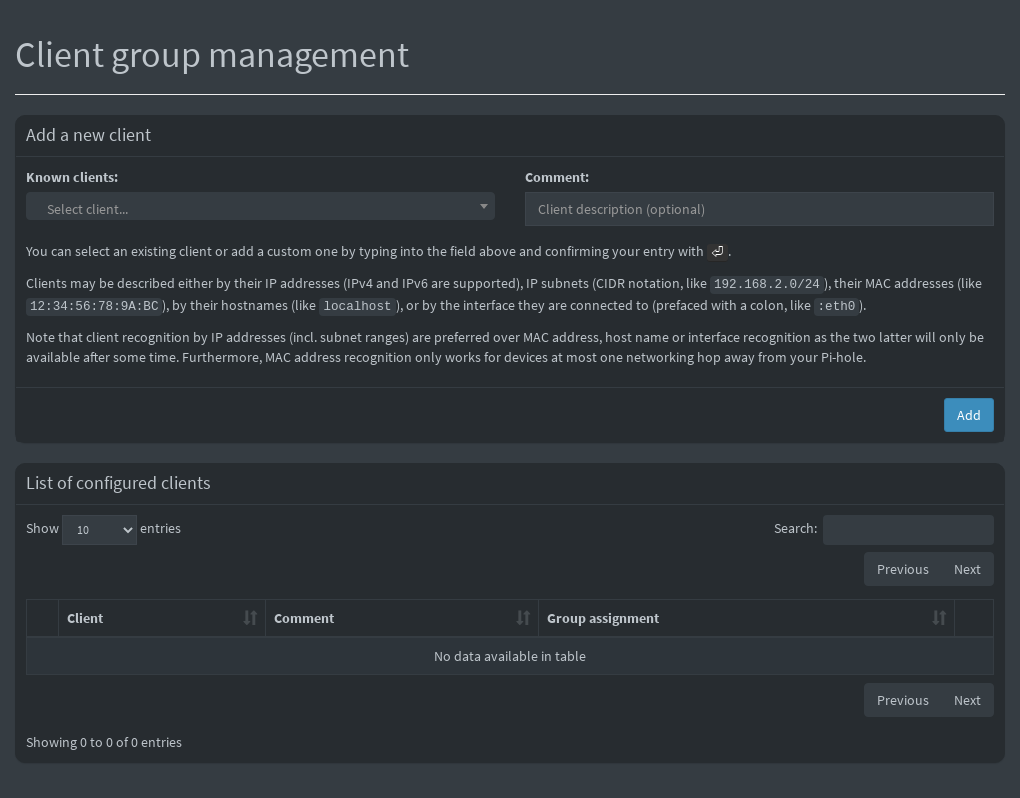 Client group management
Add a new client
Known clients:
Comment:
Select client...
Client description (optional)
You can select an existing client or add a custom one by typing into the field above and confirming your entry with ⏎.
Clients may be described either by their IP addresses (IPv4 and IPv6 are supported), IP subnets (CIDR notation, like 192.168.2.0/24), their MAC addresses (like
12:34:56:78:9A:BC), by their hostnames (like localhost), or by the interface they are connected to (prefaced with a colon, like :eth0).
Note that client recognition by IP addresses (incl. subnet ranges) are preferred over MAC address, host name or interface recognition as the two latter will only be
available after some time. Furthermore, MAC address recognition only works for devices at most one networking hop away from your Pi-hole.
Add
List of configured clients
Show 10 entries
Search:
Previous Next
Client Comment Group assignment
No data available in table
Previous Next
Showing 0 to 0 of 0 entries